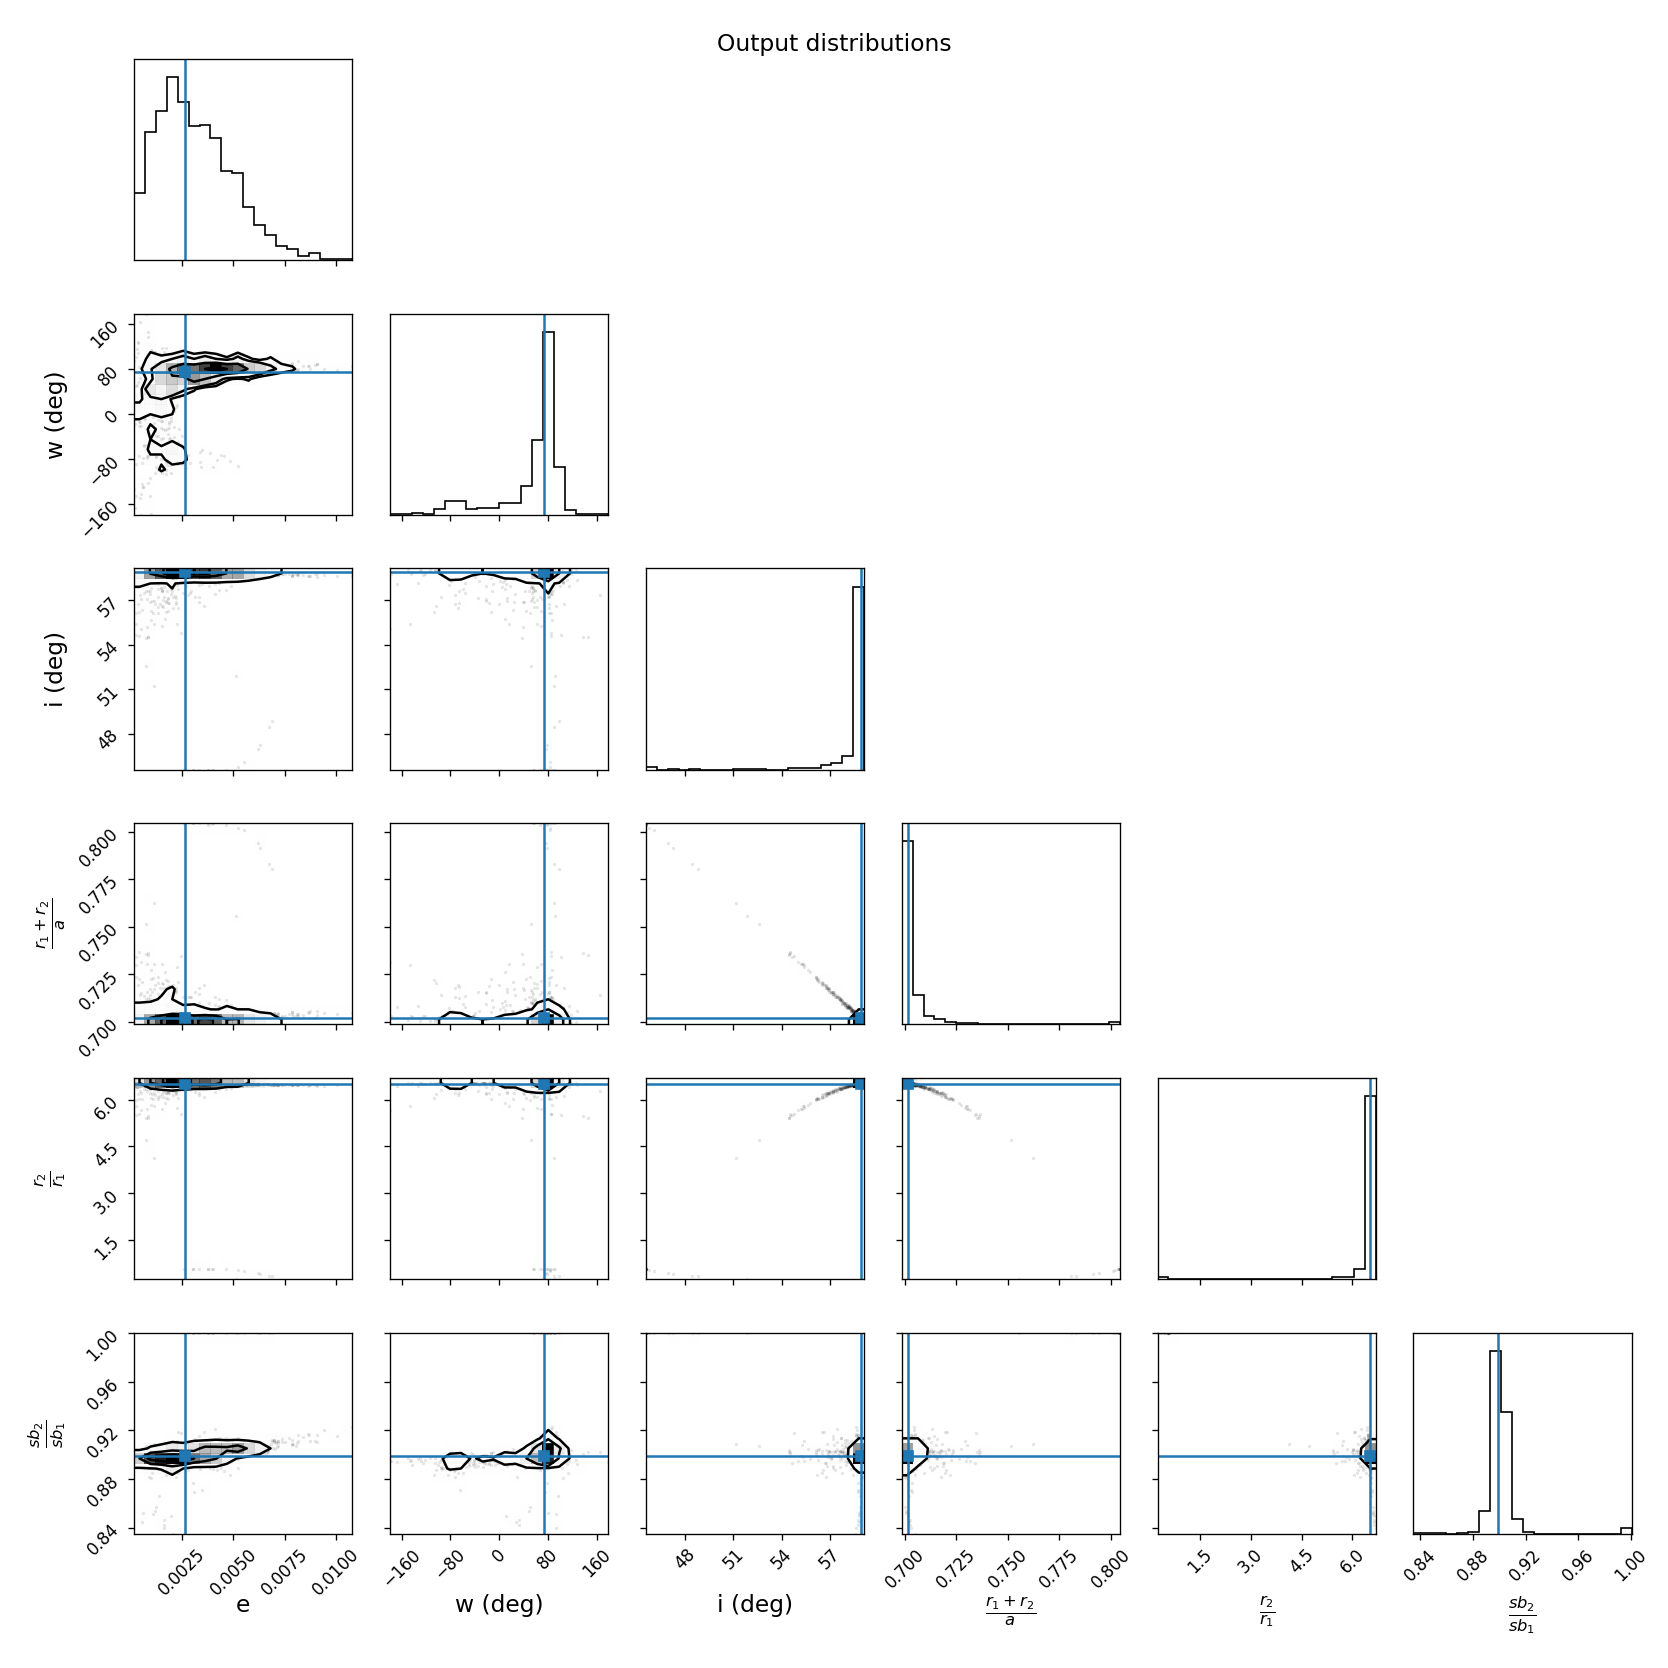 Output distributions
w (deg)
160
80
0
−80
−160
i (deg)
57
54
51
48
r1 + r2
a
0.800
0.775
0.750
0.725
0.700
r2
r1
6.0
4.5
3.0
1.5
sb2
sb1
1.00
0.96
0.92
0.88
0.84
0.0025 0.0050 0.0075 0.0100
−160 −80 0 80 160
48 51 54 57
0.700 0.725 0.750 0.775 0.800
1.5 3.0 4.5 6.0
0.84 0.88 0.92 0.96 1.00
e
w (deg)
i (deg)
r1 + r2
a
r2
r1
sb2
sb1